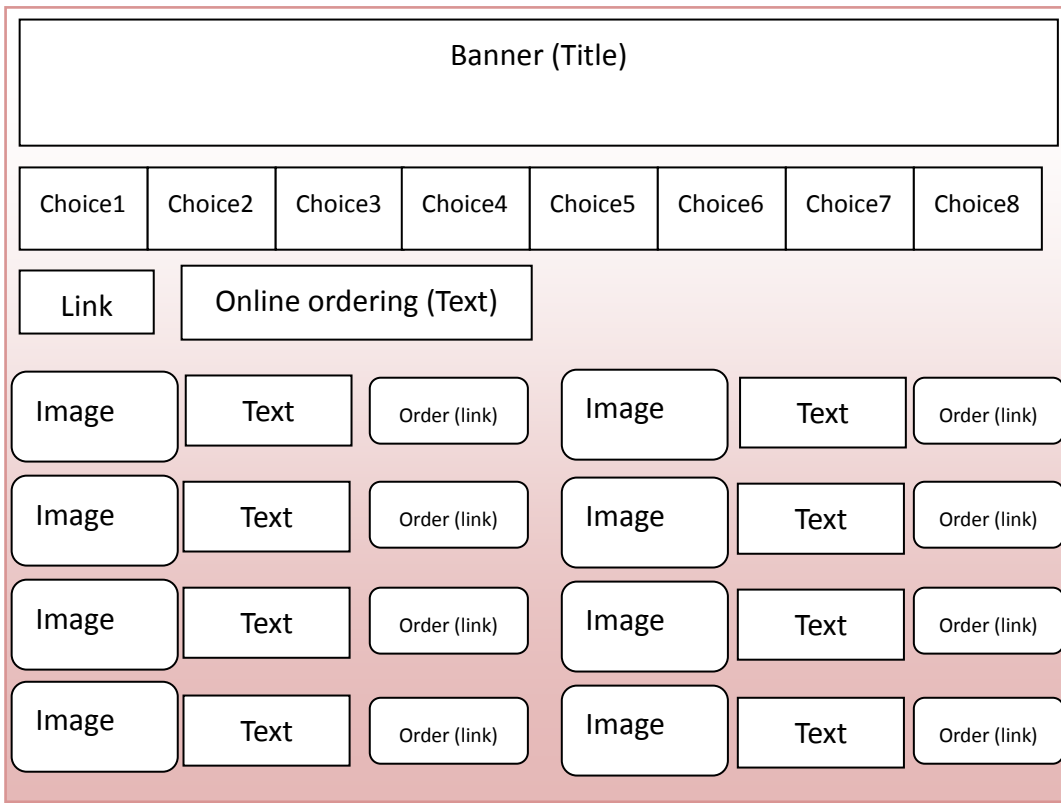 Banner (Title)
Choice1 Choice2 Choice3 Choice4 Choice5 Choice6 Choice7 Choice8
Link Online ordering (Text)
Image Text Order (link) Image Text Order (link)
Image Text Order (link) Image Text Order (link)
Image Text Order (link) Image Text Order (link)
Image Text Order (link) Image Text Order (link)